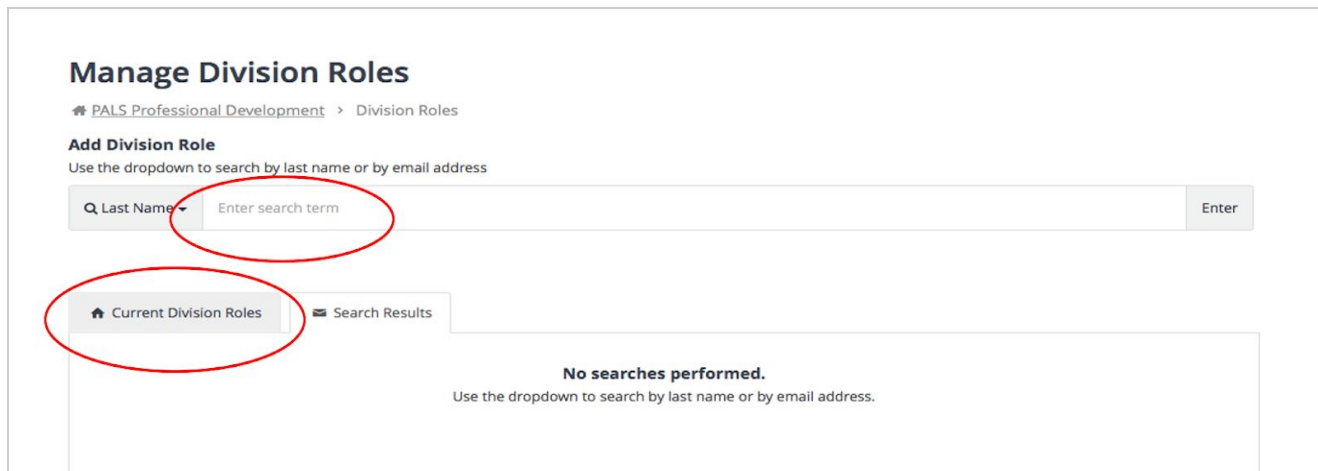 Manage Division Roles
PALS Professional Development > Division Roles
Add Division Role
Use the dropdown to search by last name or by email address
Last Name Enter search term Enter
Current Division Roles Search Results
No searches performed.
Use the dropdown to search by last name or by email address.